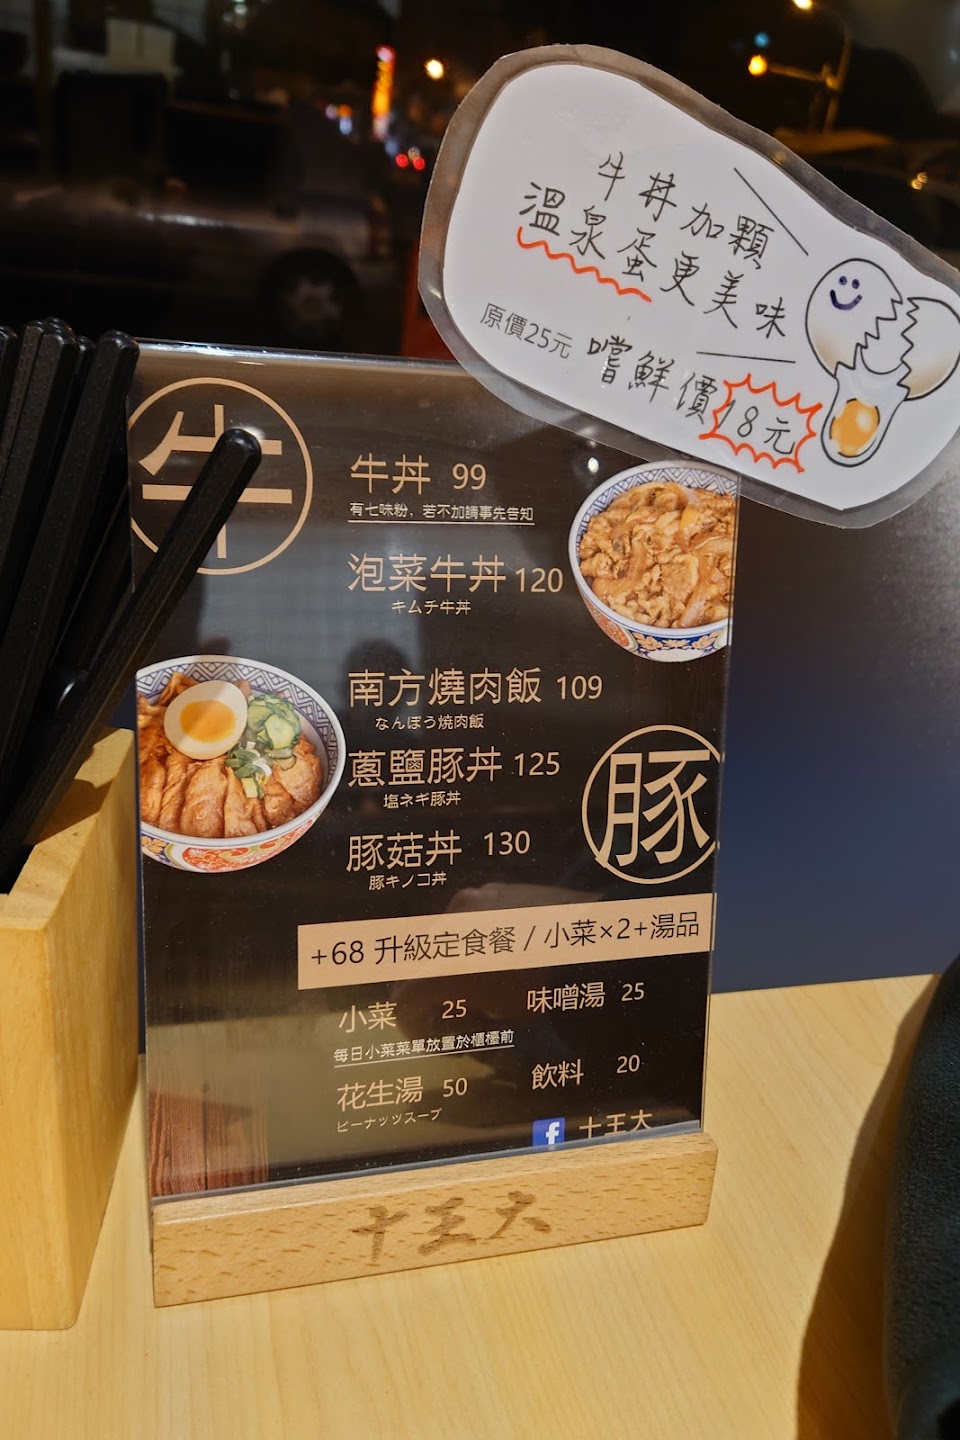 牛丼加顆
溫泉蛋更美味
原價25元 嚐鮮價18元
牛
牛丼 99
有七味粉，若不加請事先告知
泡菜牛丼 120
キムチ牛丼
南方燒肉飯 109
なんぽう焼肉飯
蔥鹽豚丼 125
塩ネギ豚丼
豚菇丼 130
豚キノコ丼
豚
+68 升級定食餐 / 小菜×2+湯品
小菜 25
每日小菜菜單放置於櫃檯前
味噌湯 25
花生湯 50
ピーナッツスープ
飲料 20
f 十王大
十王大